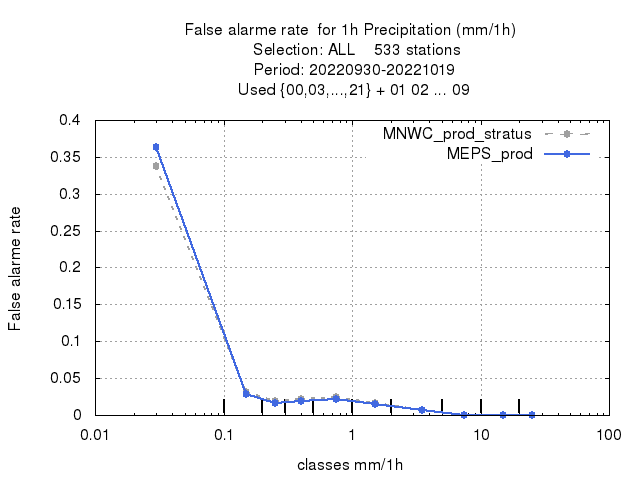 False alarme rate  for 1h Precipitation (mm/1h)
Selection: ALL    533 stations
Period: 20220930-20221019
Used {00,03,...,21} + 01 02 ... 09
MNWC_prod_stratus
MEPS_prod
False alarme rate
0.4
0.35
0.3
0.25
0.2
0.15
0.1
0.05
0
0.01
0.1
1
10
100
classes mm/1h